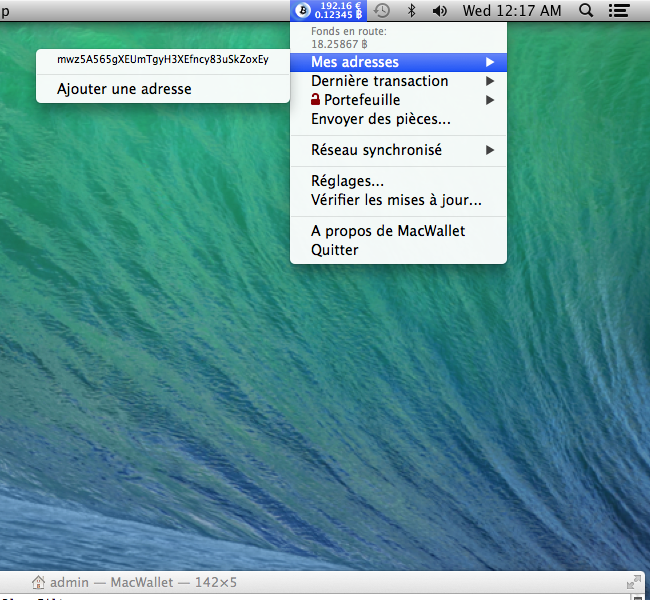 p
192.16 €
0.12345 ฿
Wed 12:17 AM
Fonds en route:
18.25867 ฿
Mes adresses
mwz5A565gXEUmTgyH3XEfncy83uSkZoxEy
Ajouter une adresse
Dernière transaction
Portefeuille
Envoyer des pièces...
Réseau synchronisé
Réglages...
Vérifier les mises à jour...
A propos de MacWallet
Quitter
admin — MacWallet — 142×5